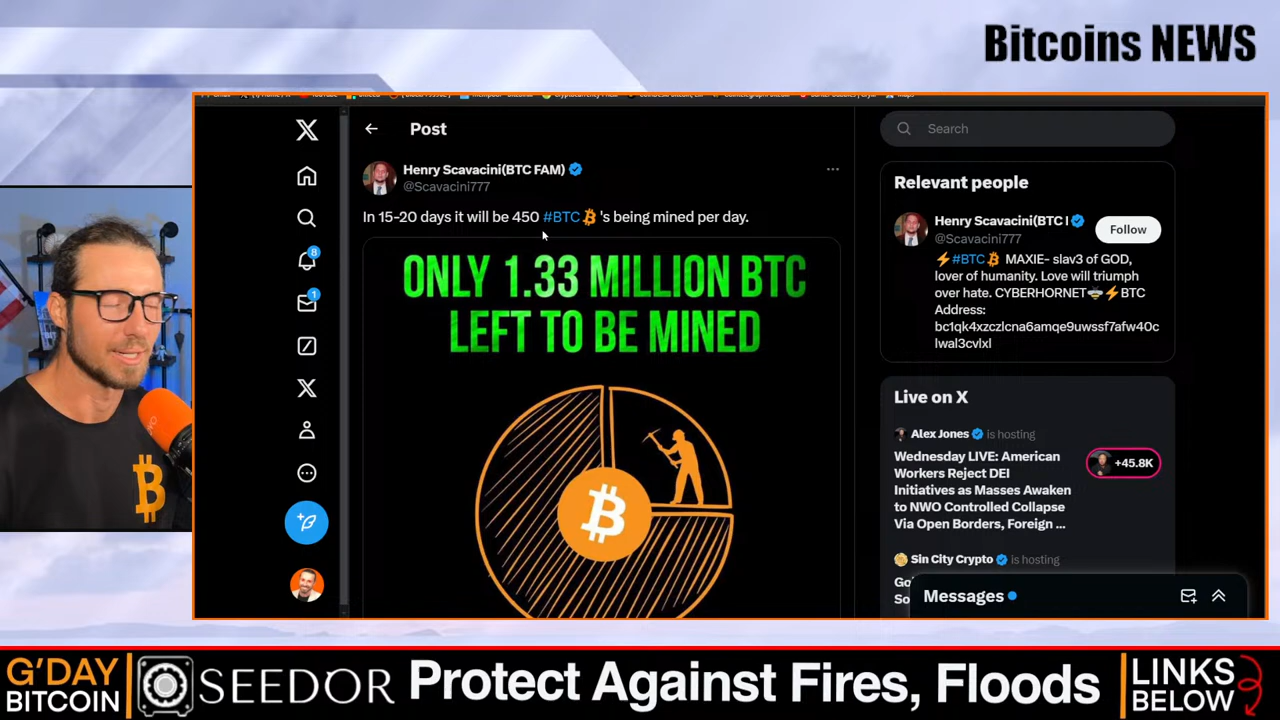 Bitcoins NEWS
Post
Search
Henry Scavacini(BTC FAM)
@Scavacini777
In 15-20 days it will be 450 #BTC 's being mined per day.
ONLY 1.33 MILLION BTC
LEFT TO BE MINED
Relevant people
Henry Scavacini(BTC I
@Scavacini777
Follow
⚡#BTC MAXIE- slav3 of GOD,
lover of humanity. Love will triumph
over hate. CYBERHORNET🐝⚡BTC
Address:
bc1qk4xzczlcna6amqe9uwssf7afw40c
lwal3cvlxl
Live on X
Alex Jones is hosting
Wednesday LIVE: American
Workers Reject DEI
Initiatives as Masses Awaken
to NWO Controlled Collapse
Via Open Borders, Foreign ...
+45.8K
Sin City Crypto is hosting
Messages
8
1
G'DAY
BITCOIN
SEEDOR
Protect Against Fires, Floods
LINKS
BELOW